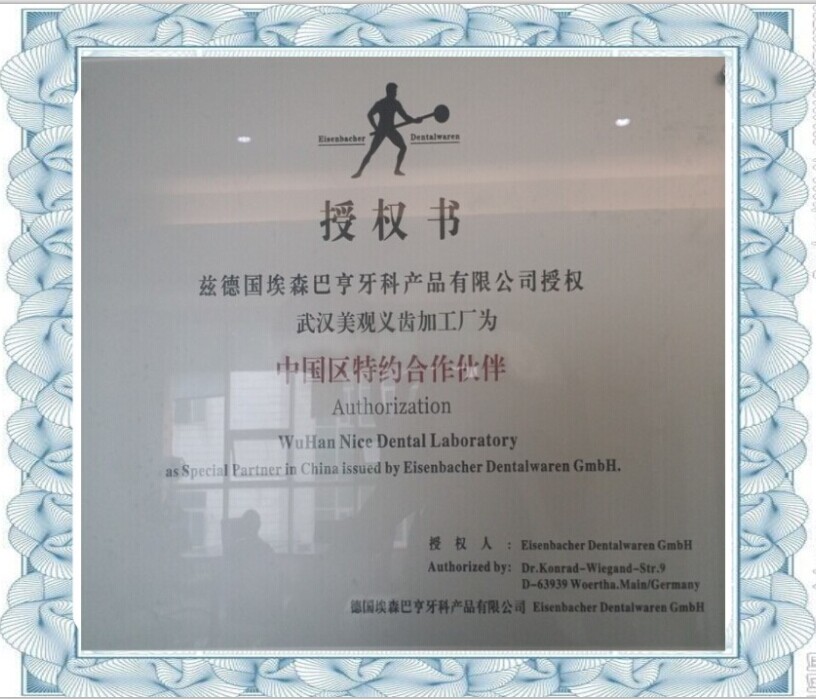 Eisenbacher Dentalwaren
授权书
兹德国埃森巴亨牙科产品有限公司授权
武汉美观义齿加工厂为
中国区特约合作伙伴
Authorization
WuHan Nice Dental Laboratory
as Special Partner in China issued by Eisenbacher Dentalwaren GmbH.
授 权 人 : Eisenbacher Dentalwaren GmbH
Authorized by: Dr.Konrad-Wiegand-Str.9
D-63939 Woertha.Main/Germany
德国埃森巴亨牙科产品有限公司 Eisenbacher Dentalwaren GmbH